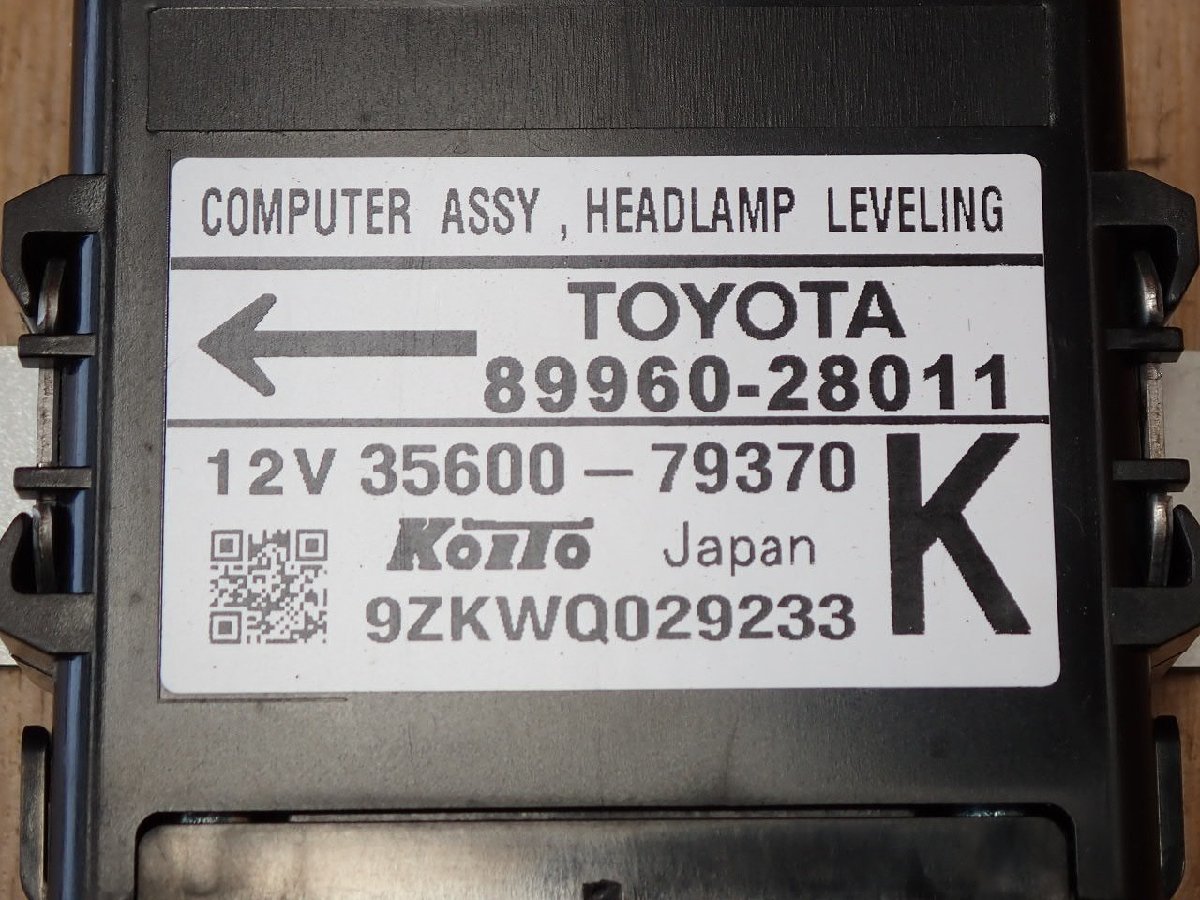 COMPUTER ASSY , HEADLAMP LEVELING
TOYOTA
89960-28011
12V 35600-79370
K
KOITO Japan
9ZKWQ029233